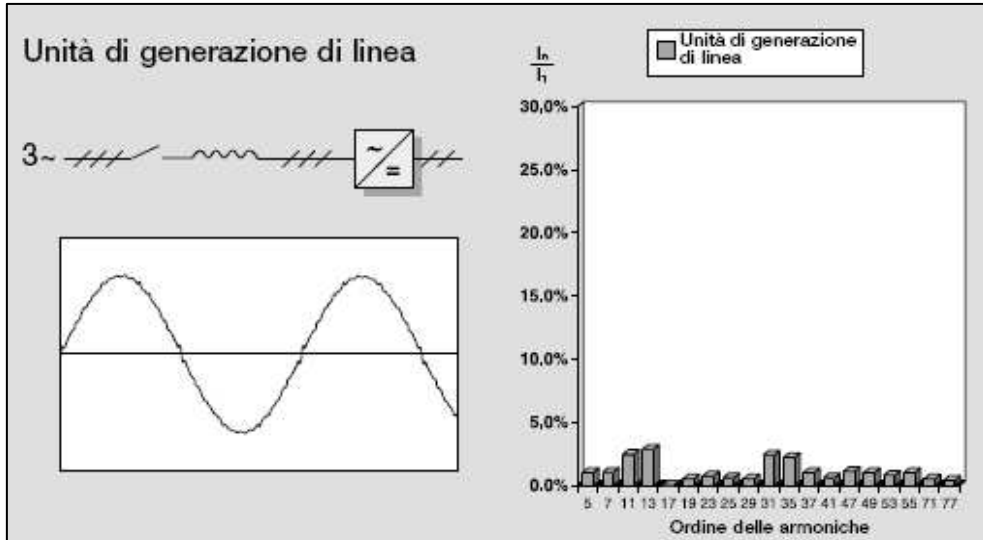 Unità di generazione di linea
3~
~
=
Iₙ
I₁
Unità di generazione
di linea
30,0%
25,0%
20,0%
15,0%
10,0%
5,0%
0.0%
5 7 11 13 17 19 23 25 29 31 35 37 41 47 49 53 55 71 77
Ordine delle armoniche